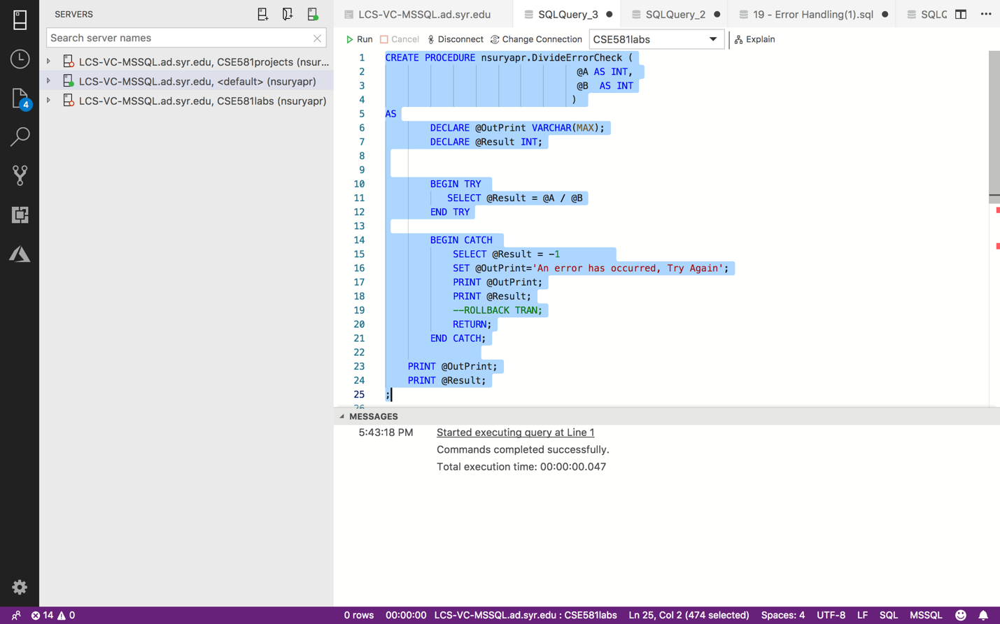 SERVERS
Search server names
LCS-VC-MSSQL.ad.syr.edu, CSE581projects (nsur...
LCS-VC-MSSQL.ad.syr.edu, <default> (nsuryapr)
LCS-VC-MSSQL.ad.syr.edu, CSE581labs (nsuryapr)
4
LCS-VC-MSSQL.ad.syr.edu SQLQuery_3 SQLQuery_2 19 - Error Handling(1).sql SQLQ
Run Cancel Disconnect Change Connection CSE581labs Explain
1 CREATE PROCEDURE nsuryapr.DivideErrorCheck (
2 @A AS INT,
3 @B AS INT
4 )
5 AS
6 DECLARE @OutPrint VARCHAR(MAX);
7 DECLARE @Result INT;
8
9
10 BEGIN TRY
11 SELECT @Result = @A / @B
12 END TRY
13
14 BEGIN CATCH
15 SELECT @Result = -1
16 SET @OutPrint='An error has occurred, Try Again';
17 PRINT @OutPrint;
18 PRINT @Result;
19 --ROLLBACK TRAN;
20 RETURN;
21 END CATCH;
22
23 PRINT @OutPrint;
24 PRINT @Result;
25 ;
26
MESSAGES
5:43:18 PM Started executing query at Line 1
Commands completed successfully.
Total execution time: 00:00:00.047
14 0 0 rows 00:00:00 LCS-VC-MSSQL.ad.syr.edu : CSE581labs Ln 25, Col 2 (474 selected) Spaces: 4 UTF-8 LF SQL MSSQL